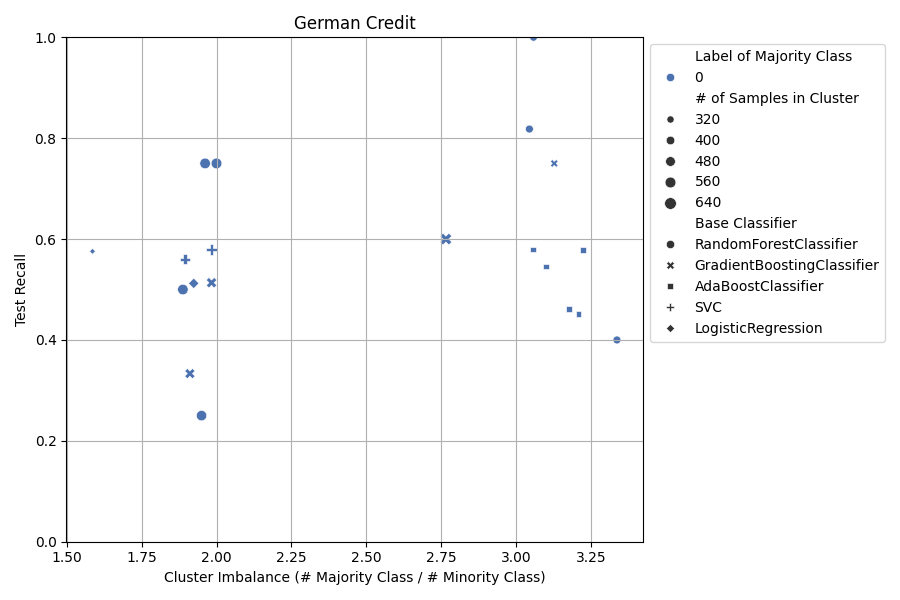 German Credit
1.0
0.8
0.6
0.4
0.2
0.0
Test Recall
1.50 1.75 2.00 2.25 2.50 2.75 3.00 3.25
Cluster Imbalance (# Majority Class / # Minority Class)
Label of Majority Class
0
# of Samples in Cluster
320
400
480
560
640
Base Classifier
RandomForestClassifier
GradientBoostingClassifier
AdaBoostClassifier
SVC
LogisticRegression